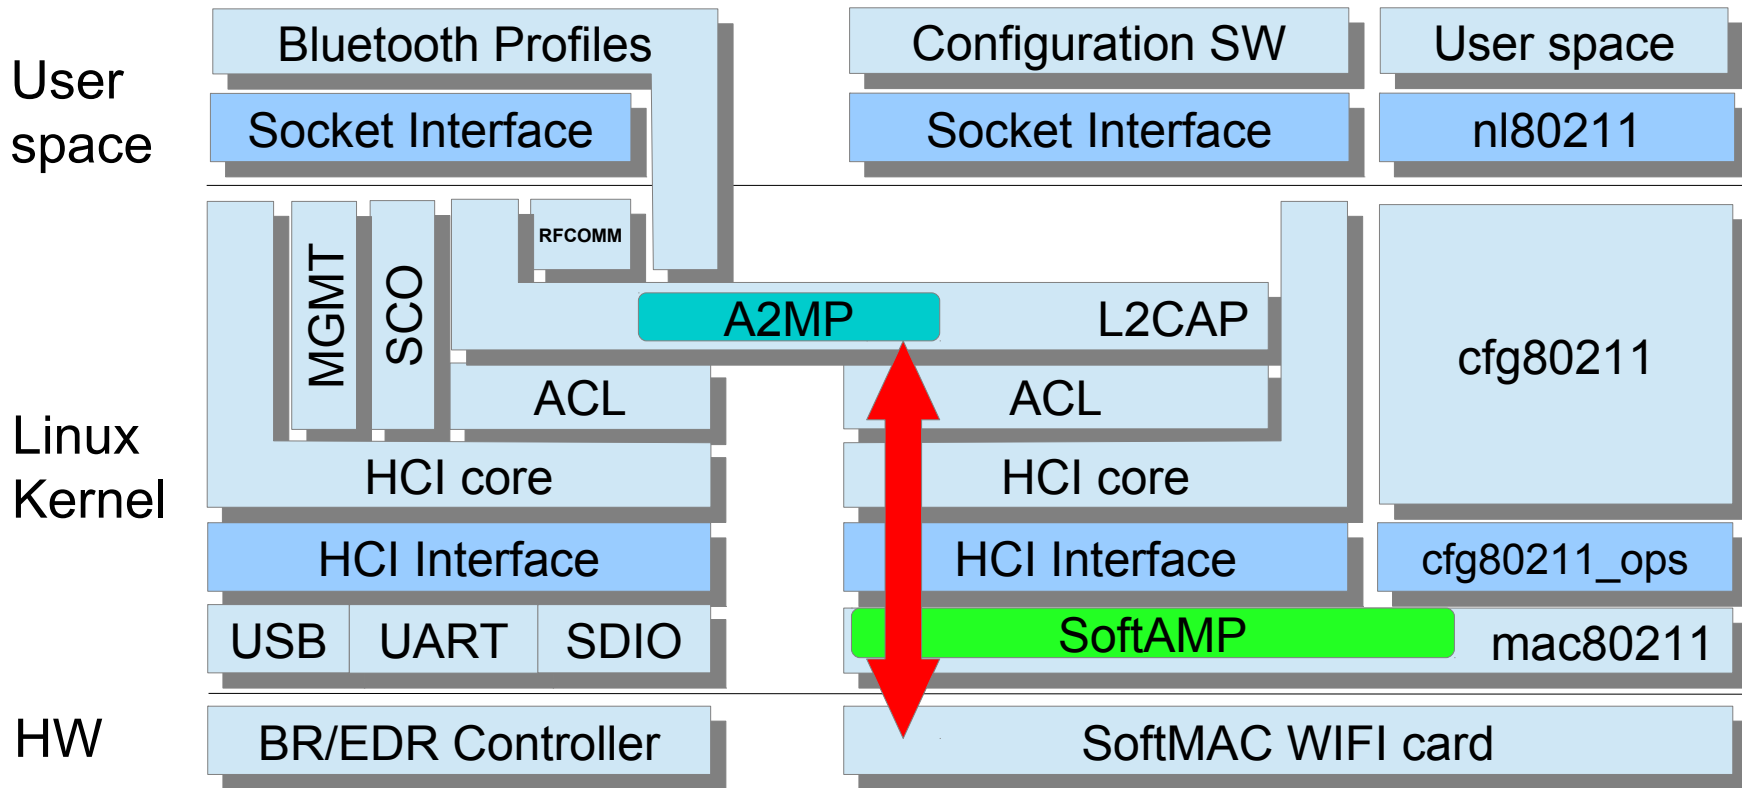 User
space
Bluetooth Profiles
Configuration SW
User space
Socket Interface
Socket Interface
nl80211
Linux
Kernel
MGMT
SCO
RFCOMM
A2MP
L2CAP
cfg80211
ACL
ACL
HCI core
HCI core
HCI Interface
HCI Interface
cfg80211_ops
USB
UART
SDIO
SoftAMP
mac80211
HW
BR/EDR Controller
SoftMAC WIFI card